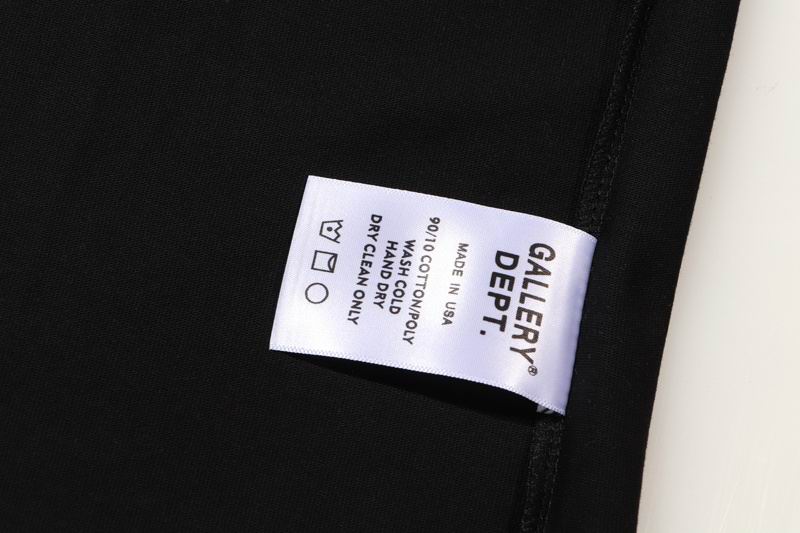 GALLERY
DEPT.®
MADE IN USA
90/10 COTTON/POLY
WASH COLD
HAND DRY
DRY CLEAN ONLY